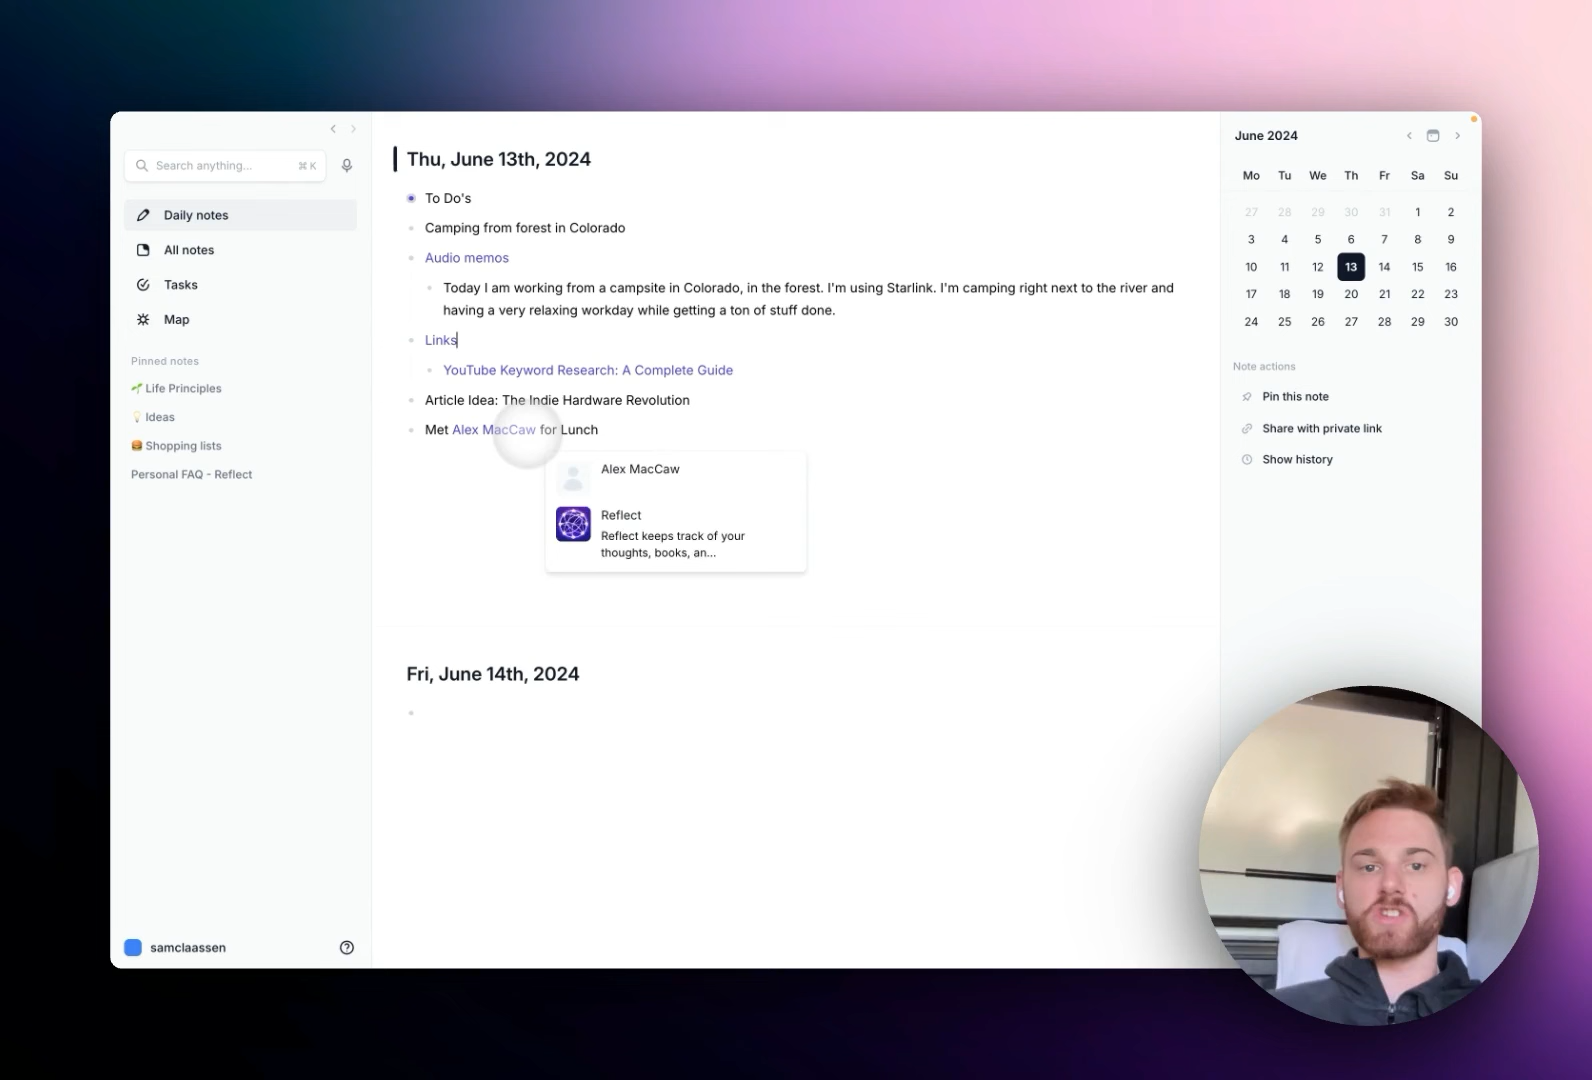 Search anything... ⌘ K
Daily notes
All notes
Tasks
Map
Pinned notes
🌱 Life Principles
💡 Ideas
🍔 Shopping lists
Personal FAQ - Reflect
samclaassen
Thu, June 13th, 2024
To Do's
Camping from forest in Colorado
Audio memos
Today I am working from a campsite in Colorado, in the forest. I'm using Starlink. I'm camping right next to the river and
having a very relaxing workday while getting a ton of stuff done.
Links
YouTube Keyword Research: A Complete Guide
Article Idea: The Indie Hardware Revolution
Met Alex MacCaw for Lunch
Alex MacCaw
Reflect
Reflect keeps track of your
thoughts, books, an...
Fri, June 14th, 2024
June 2024
Mo Tu We Th Fr Sa Su
27 28 29 30 31 1 2
3 4 5 6 7 8 9
10 11 12 13 14 15 16
17 18 19 20 21 22 23
24 25 26 27 28 29 30
Note actions
Pin this note
Share with private link
Show history